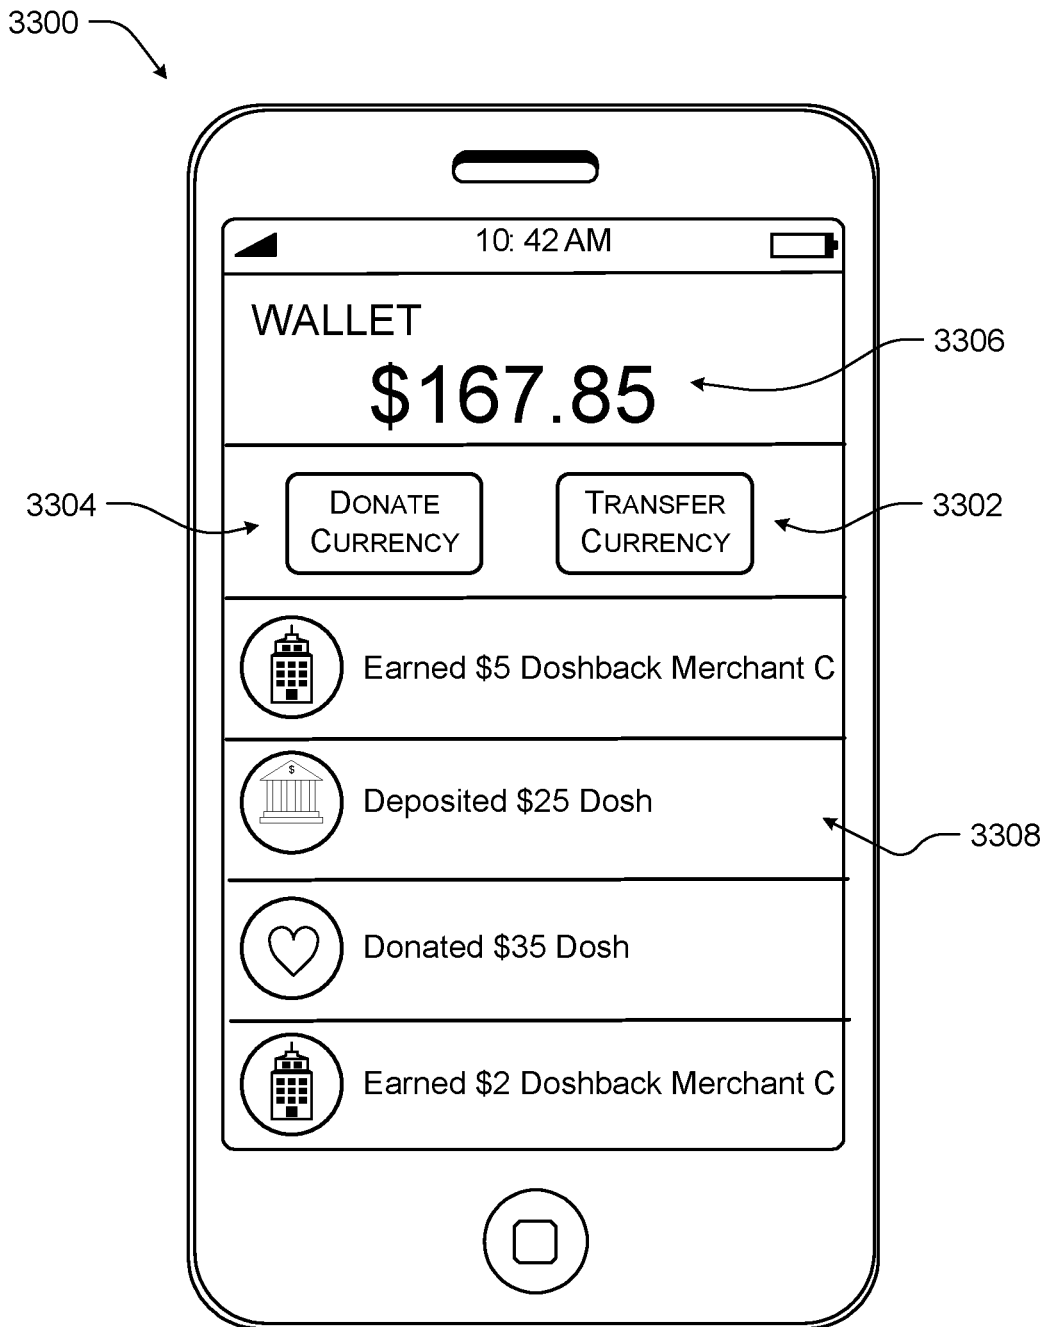 3300
10: 42 AM
WALLET
3306
$167.85
3304
DONATE
CURRENCY
TRANSFER
CURRENCY
3302
Earned $5 Doshback Merchant C
$
Deposited $25 Dosh
3308
Donated $35 Dosh
Earned $2 Doshback Merchant C